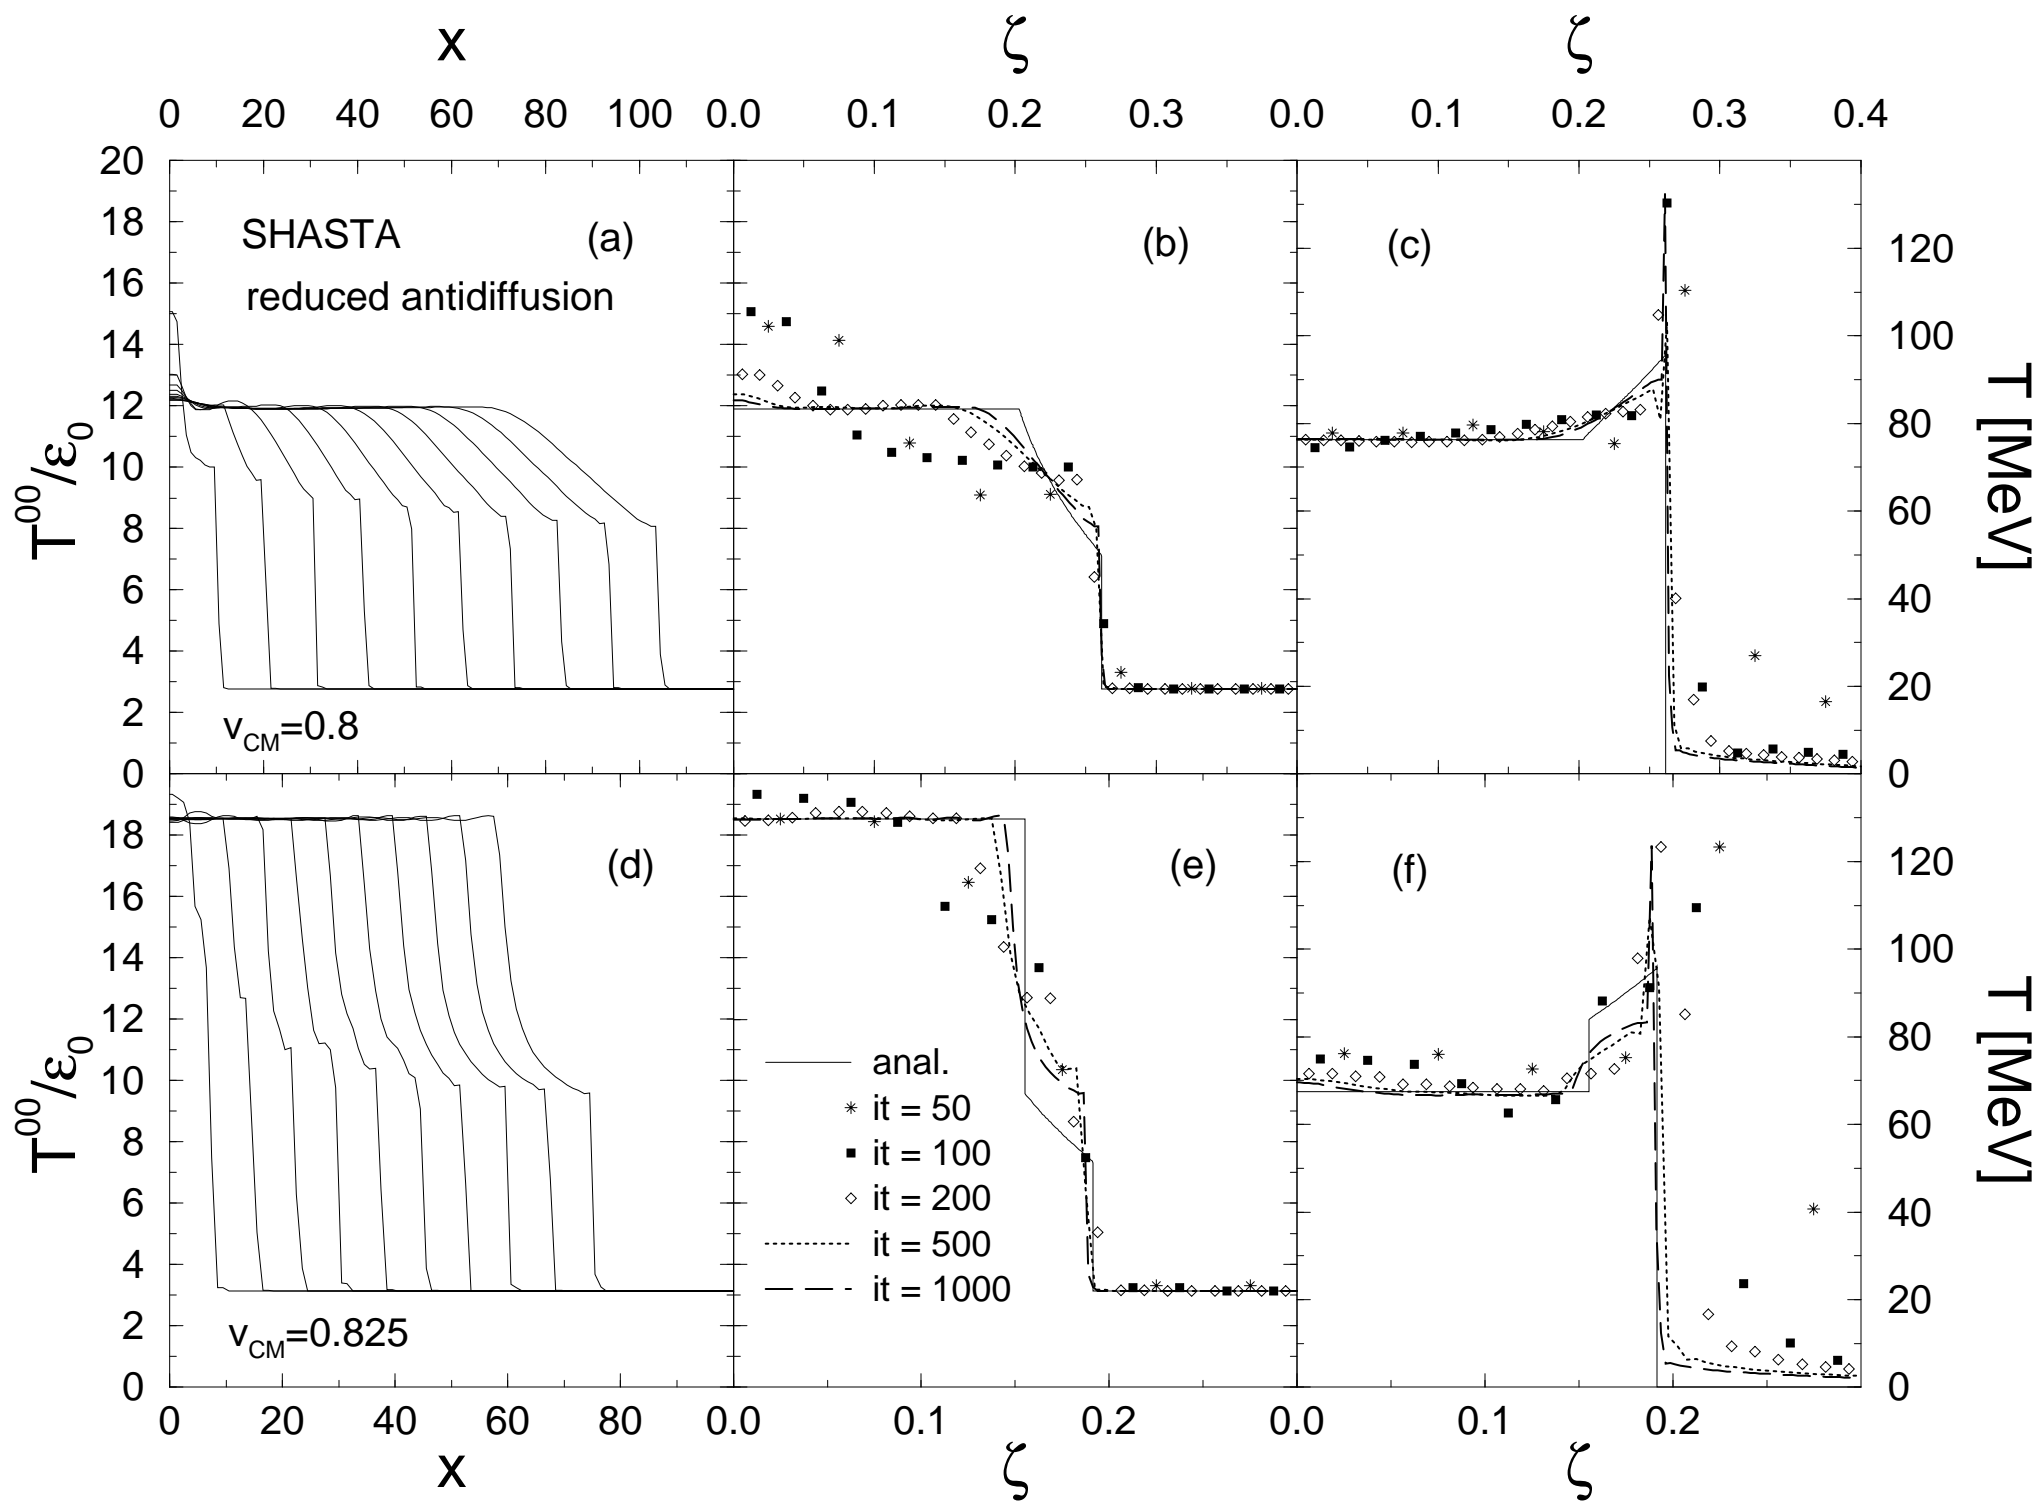 x ζ ζ
0 20 40 60 80 100 0.0 0.1 0.2 0.3 0.0 0.1 0.2 0.3 0.4
20
18
16
14
12
10
8
6
4
2
0
T⁰⁰/ε₀
SHASTA (a)
reduced antidiffusion
v_CM=0.8
(b)
(c)
120
100
80
60
40
20
0
T [MeV]
18
16
14
12
10
8
6
4
2
0
T⁰⁰/ε₀
(d)
v_CM=0.825
(e)
anal.
it = 50
it = 100
it = 200
it = 500
it = 1000
(f)
120
100
80
60
40
20
0
T [MeV]
0 20 40 60 80 0.0 0.1 0.2 0.0 0.1 0.2
x ζ ζ